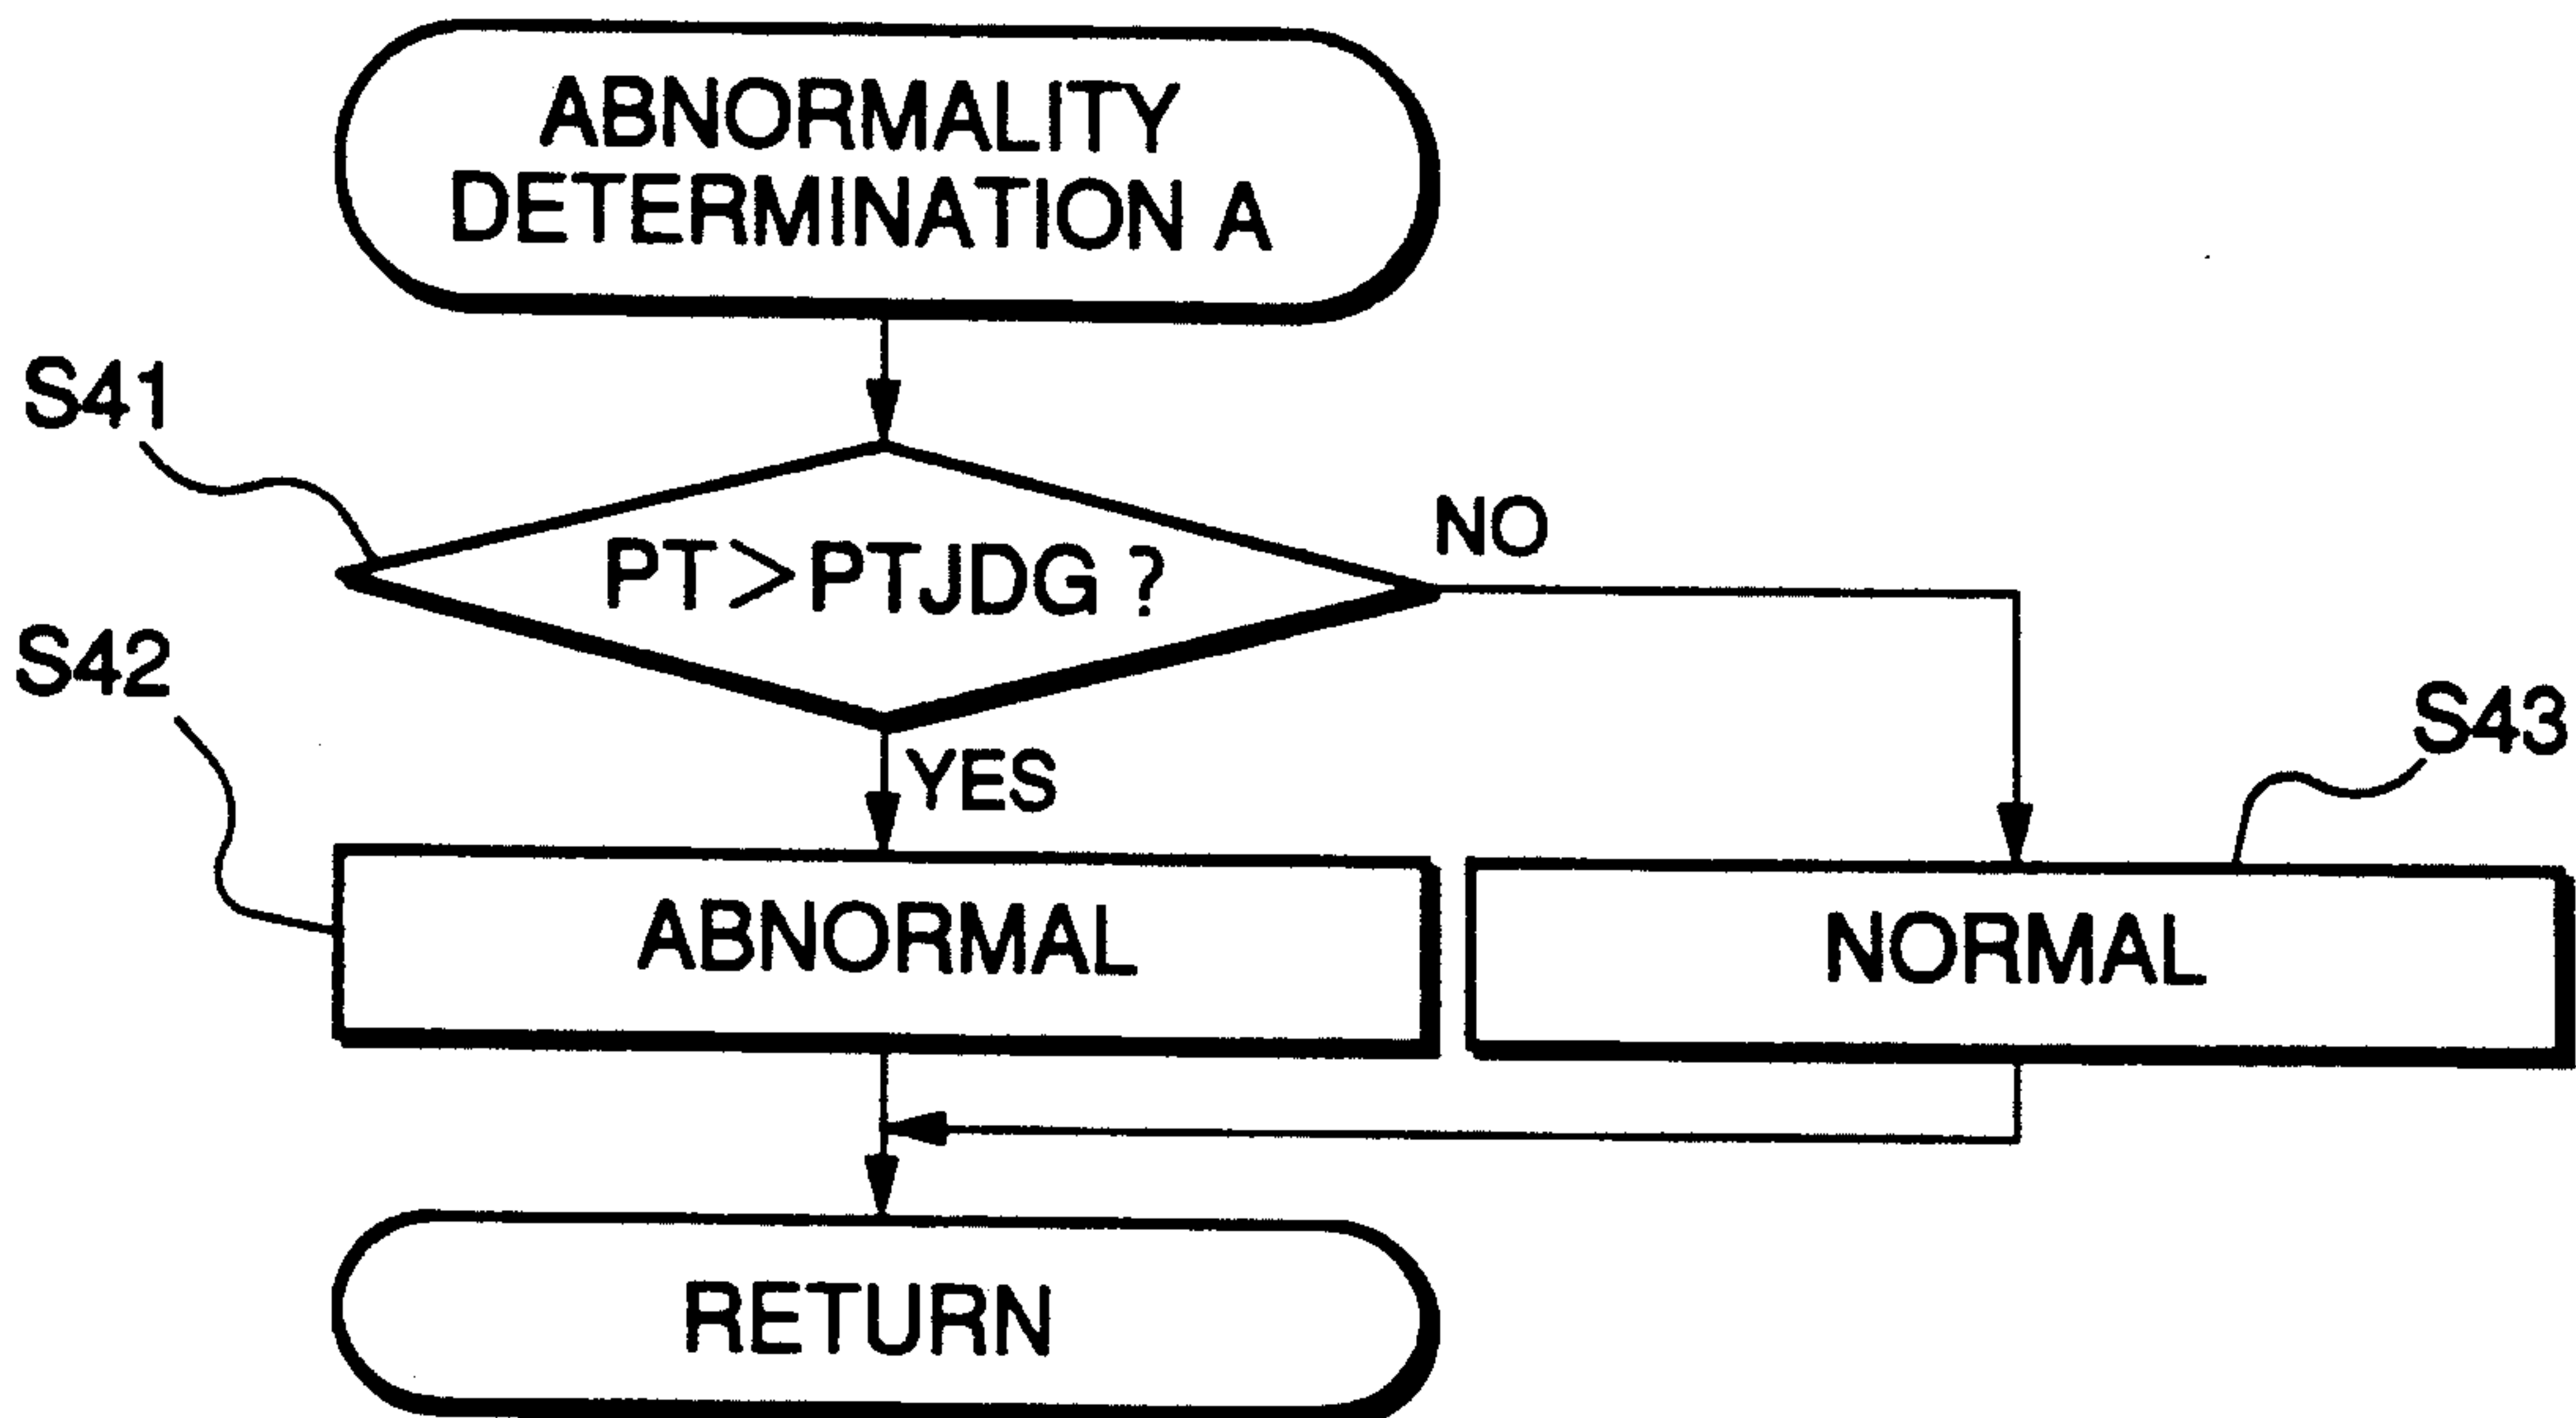 ABNORMALITY
DETERMINATION A
S41
PT>PTJDG ?
NO
S42
YES
S43
ABNORMAL
NORMAL
RETURN